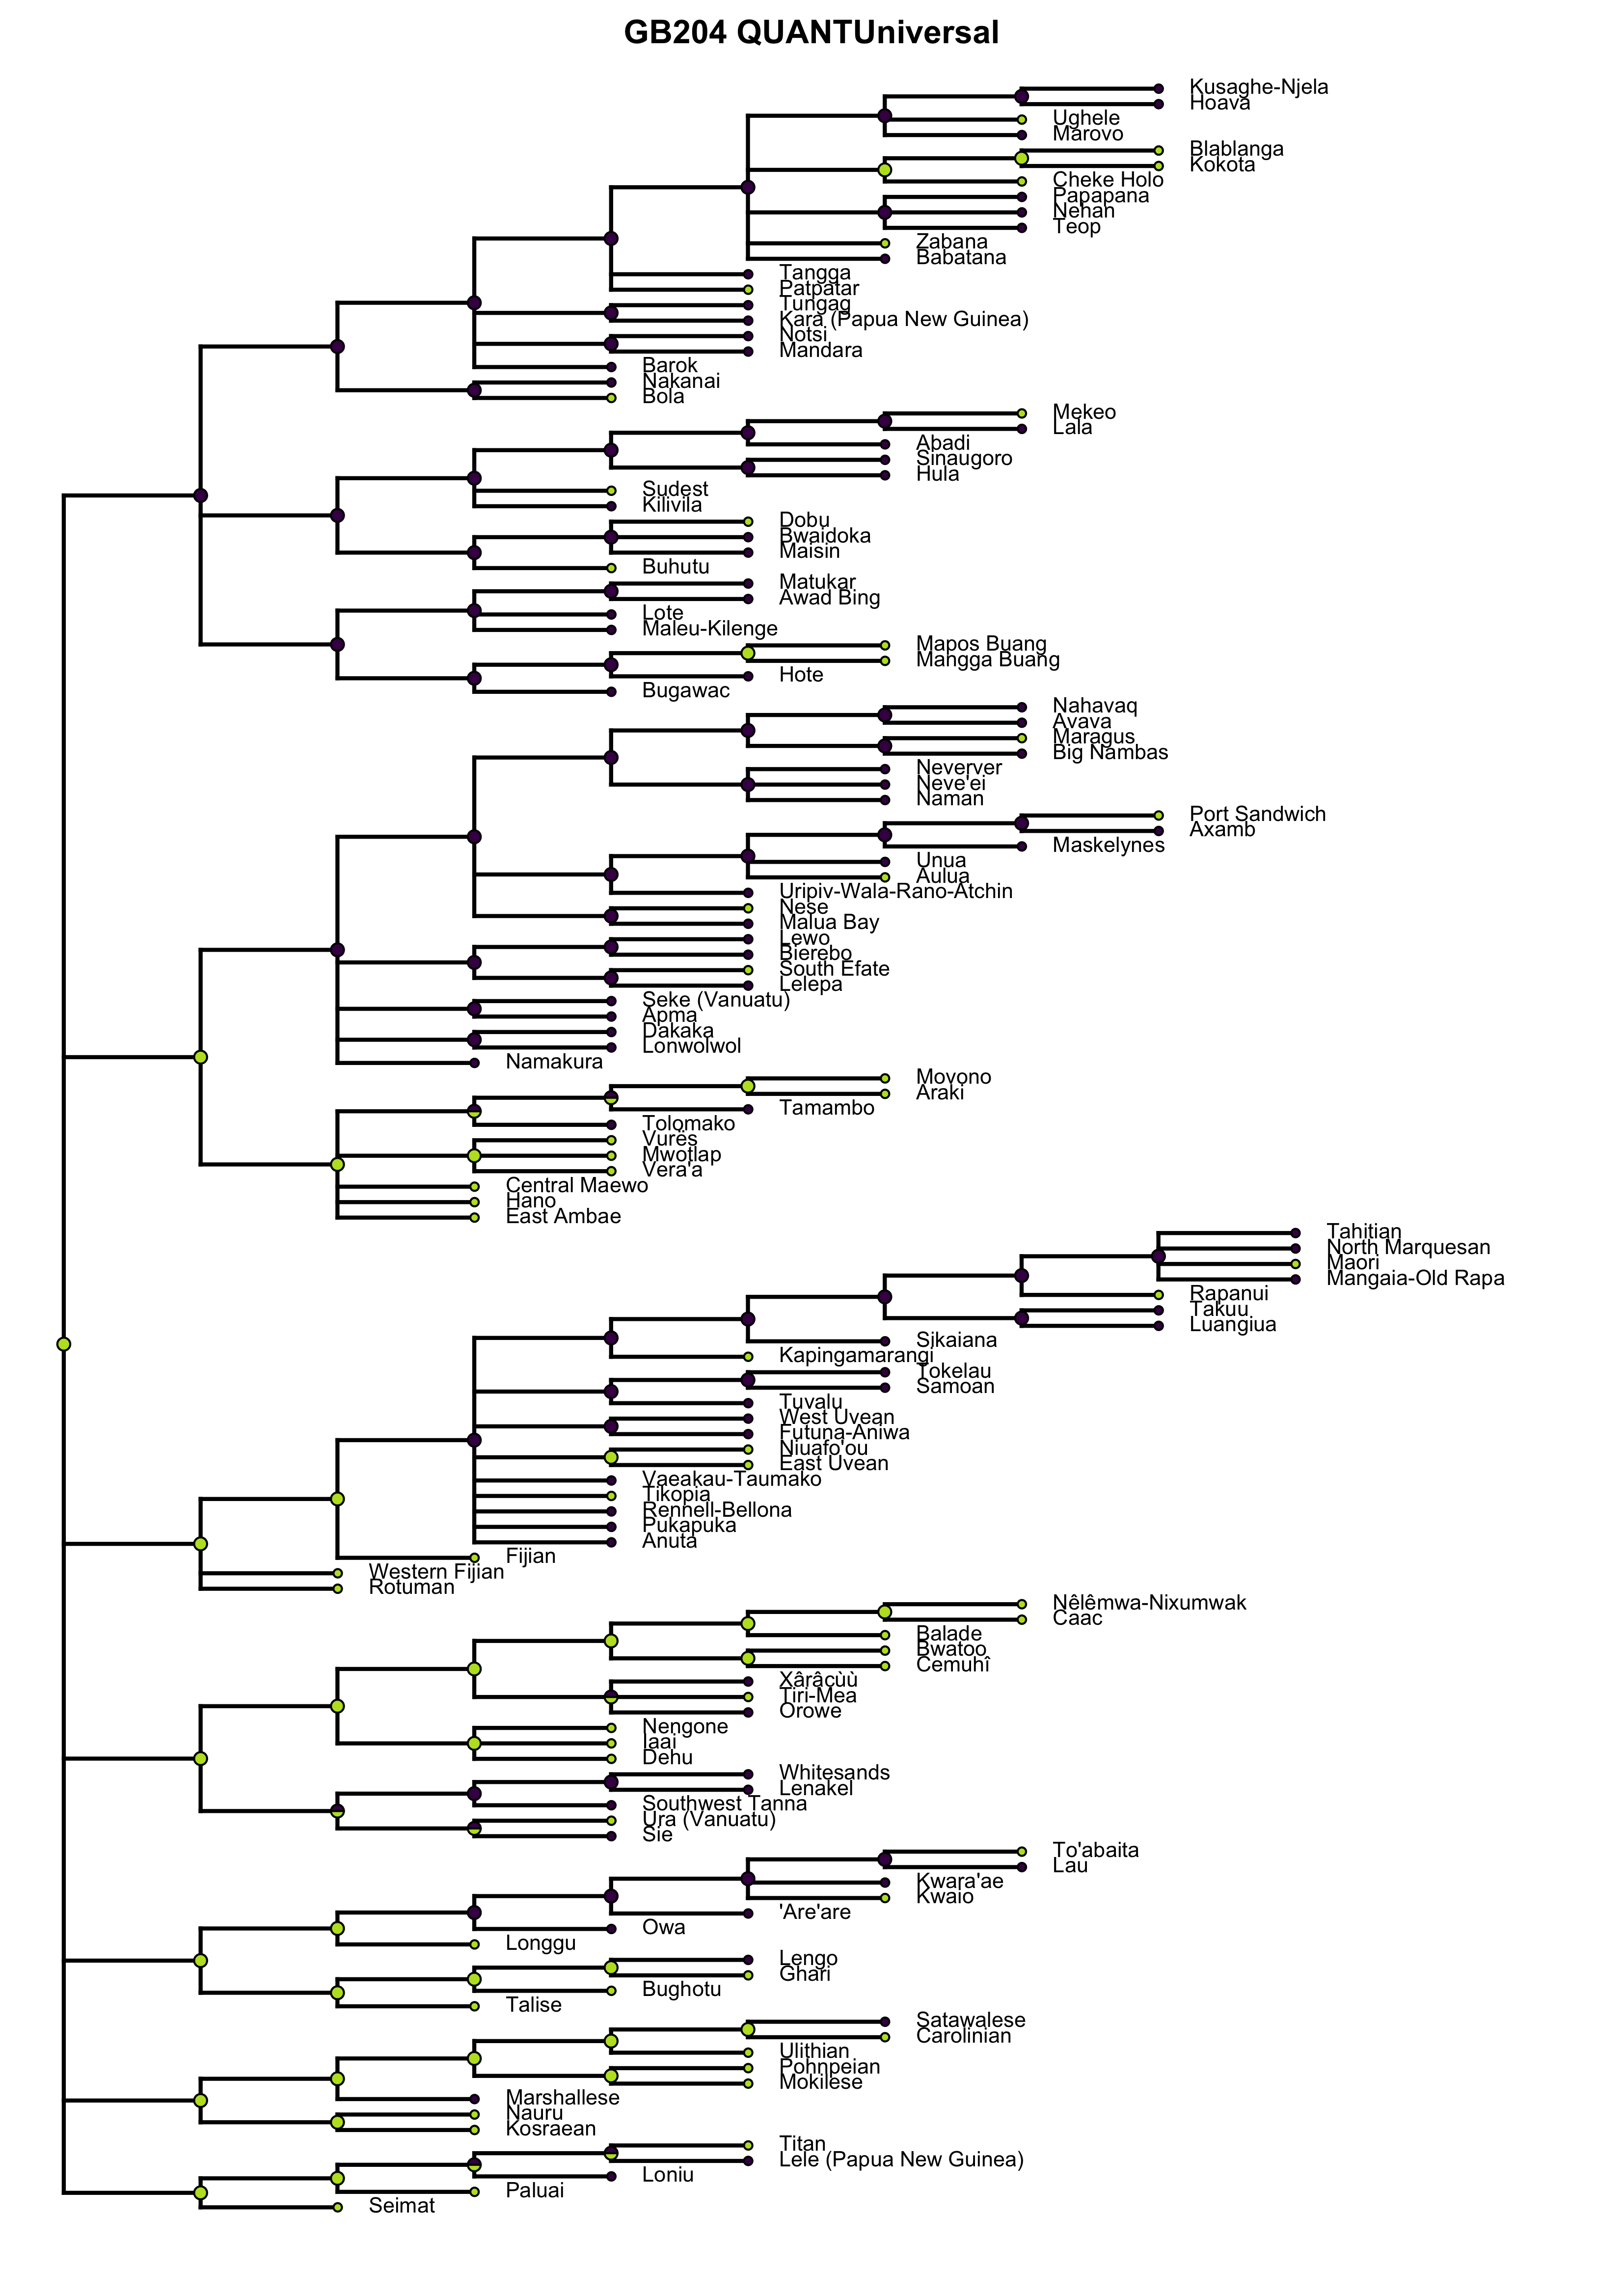 GB204 QUANTUniversal
Kusaghe-Njela
Hoava
Ughele
Marovo
Blablanga
Kokota
Cheke Holo
Papapana
Nehan
Teop
Zabana
Babatana
Tangga
Patpatar
Tungag
Kara (Papua New Guinea)
Notsi
Mandara
Barok
Nakanai
Bola
Mekeo
Lala
Abadi
Sinaugoro
Hula
Sudest
Kilivila
Dobu
Bwaidoka
Maisin
Buhutu
Matukar
Awad Bing
Lote
Maleu-Kilenge
Mapos Buang
Mangga Buang
Hote
Bugawac
Nahavaq
Avava
Maragus
Big Nambas
Neverver
Neve'ei
Naman
Port Sandwich
Axamb
Maskelynes
Unua
Aulua
Uripiv-Wala-Rano-Atchin
Nese
Malua Bay
Lewo
Bierebo
South Efate
Lelepa
Seke (Vanuatu)
Apma
Dakaka
Lonwolwol
Namakura
Movono
Araki
Tamambo
Tolomako
Vurës
Mwotlap
Vera'a
Central Maewo
Hano
East Ambae
Tahitian
North Marquesan
Maori
Mangaia-Old Rapa
Rapanui
Takuu
Luangiua
Sikaiana
Kapingamarangi
Tokelau
Samoan
Tuvalu
West Uvean
Futuna-Aniwa
Niuafo'ou
East Uvean
Vaeakau-Taumako
Tikopia
Rennell-Bellona
Pukapuka
Anuta
Fijian
Western Fijian
Rotuman
Nêlêmwa-Nixumwak
Caac
Balade
Bwatoo
Cemuhî
Xârâcùù
Tiri-Mea
Orowe
Nengone
Iaai
Dehu
Whitesands
Lenakel
Southwest Tanna
Ura (Vanuatu)
Sie
To'abaita
Lau
Kwara'ae
Kwaio
'Are'are
Owa
Longgu
Lengo
Ghari
Bughotu
Talise
Satawalese
Carolinian
Ulithian
Pohnpeian
Mokilese
Marshallese
Nauru
Kosraean
Titan
Lele (Papua New Guinea)
Loniu
Paluai
Seimat